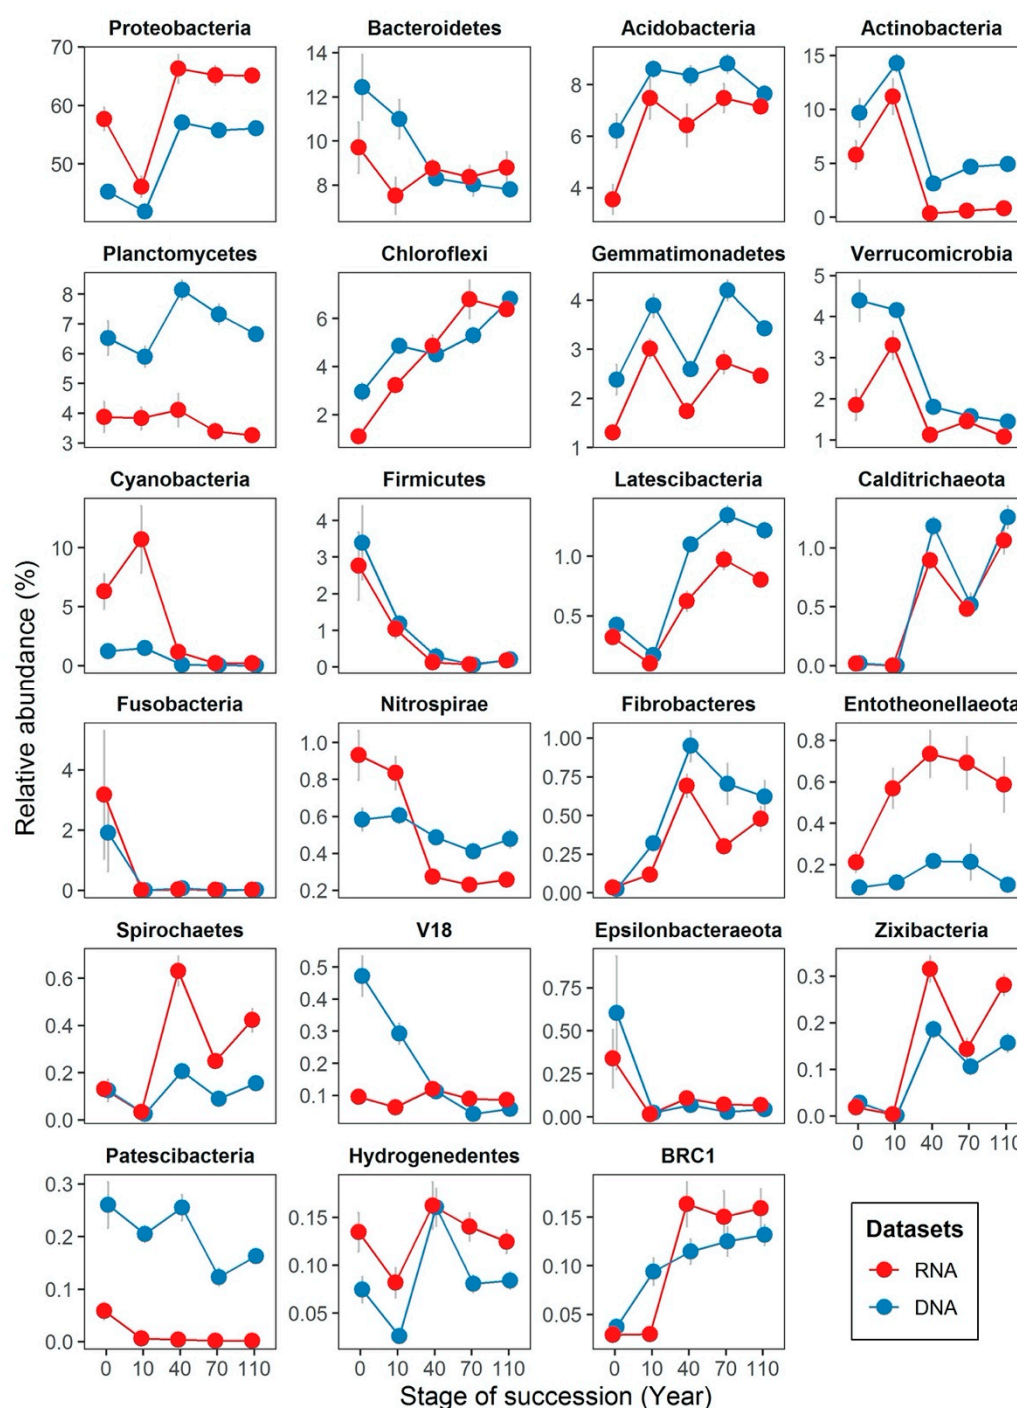 Proteobacteria
70
60
50
Bacteroidetes
14
12
10
8
Acidobacteria
8
6
4
Actinobacteria
15
10
5
0
Planctomycetes
8
7
6
5
4
3
Chloroflexi
6
4
2
Gemmatimonadetes
4
3
2
1
Verrucomicrobia
5
4
3
2
1
Cyanobacteria
10
5
0
Firmicutes
4
3
2
1
0
Latescibacteria
1.0
0.5
Calditrichaeota
1.0
0.5
0.0
Relative abundance (%)
Fusobacteria
4
2
0
Nitrospirae
1.0
0.8
0.6
0.4
0.2
Fibrobacteres
1.00
0.75
0.50
0.25
0.00
Entotheonellaeota
0.8
0.6
0.4
0.2
Spirochaetes
0.6
0.4
0.2
0.0
V18
0.5
0.4
0.3
0.2
0.1
Epsilonbacteraeota
0.75
0.50
0.25
0.00
Zixibacteria
0.3
0.2
0.1
0.0
0 10 40 70 110
Patescibacteria
0.3
0.2
0.1
0.0
0 10 40 70 110
Hydrogenedentes
0.15
0.10
0.05
0 10 40 70 110
BRC1
0.15
0.10
0.05
0 10 40 70 110
Datasets
RNA
DNA
Stage of succession (Year)